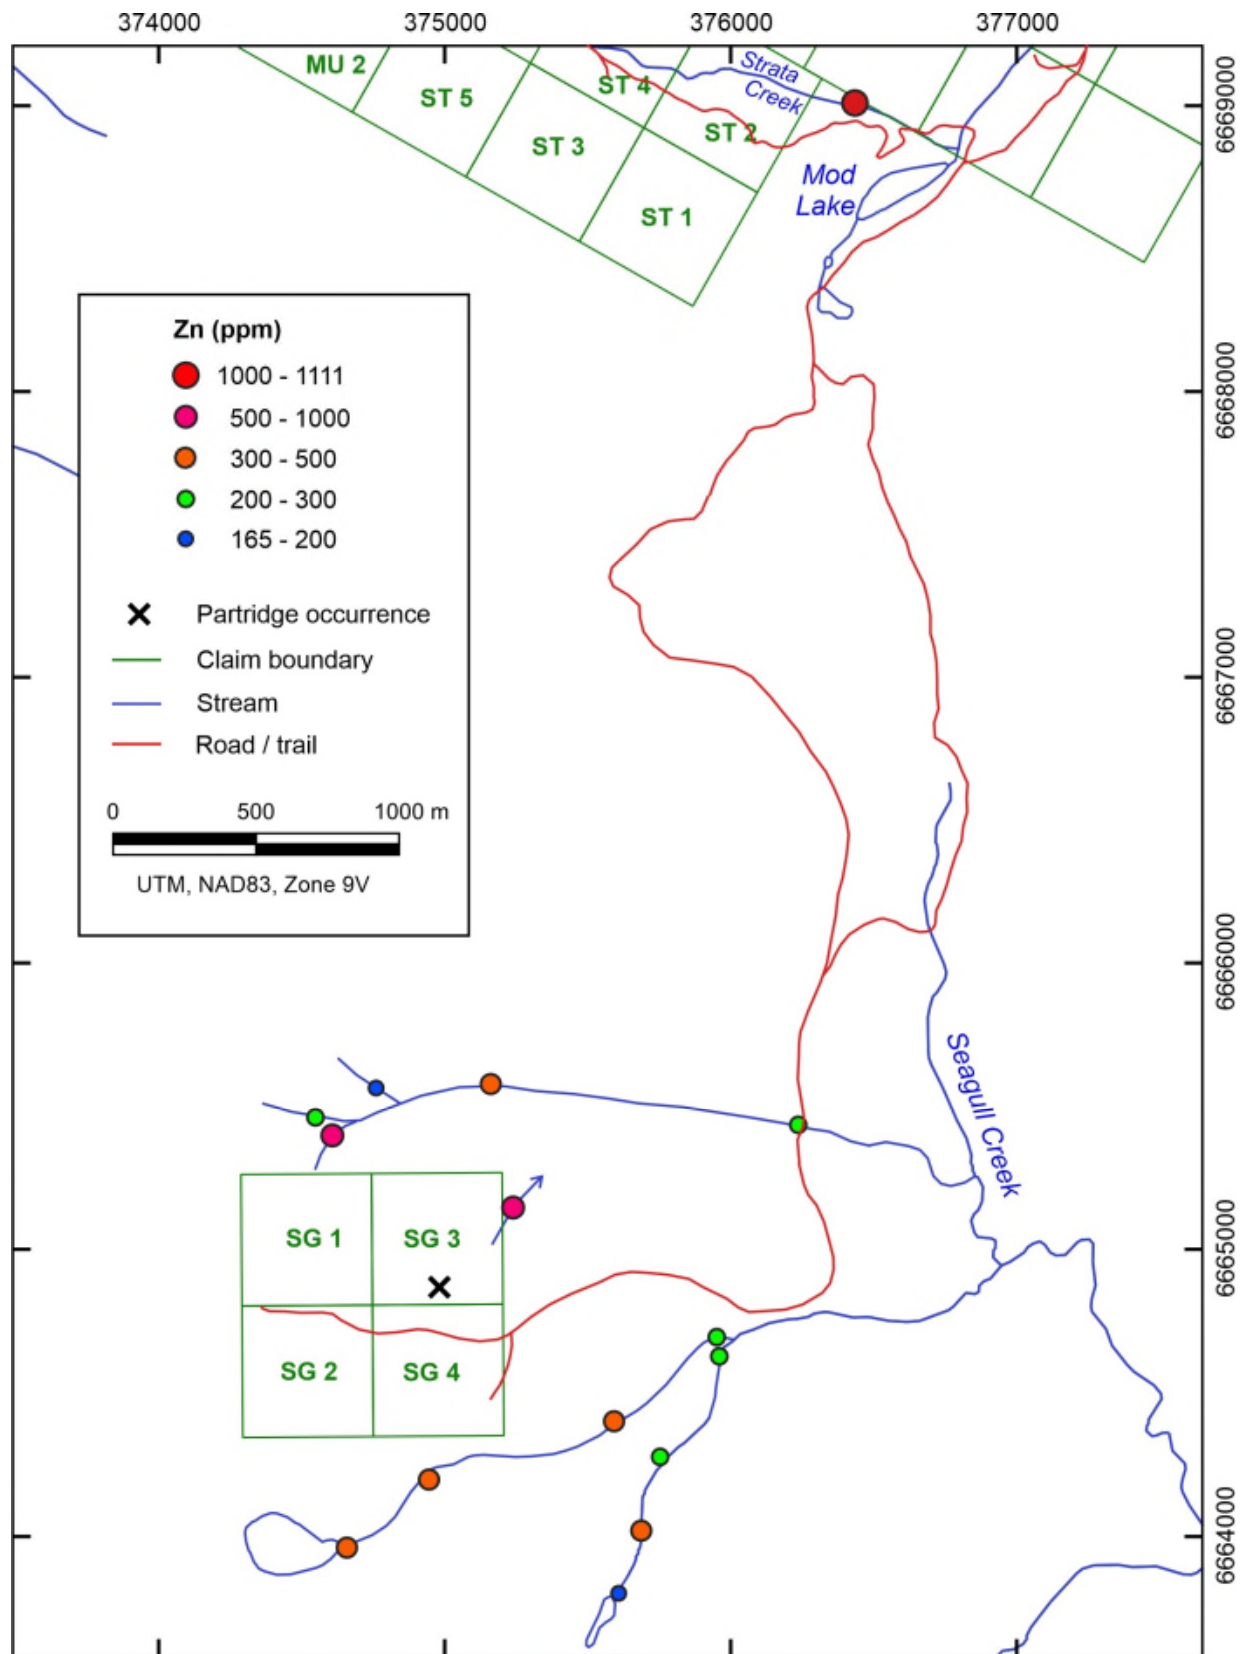 374000 375000 376000 377000
MU 2
ST 5
ST 4
ST 3
ST 2
ST 1
Strata
Creek
Mod
Lake
6669000
6668000
6667000
6666000
6665000
6664000
Zn (ppm)
1000 - 1111
500 - 1000
300 - 500
200 - 300
165 - 200
Partridge occurrence
Claim boundary
Stream
Road / trail
0 500 1000 m
UTM, NAD83, Zone 9V
Seagull Creek
SG 1 SG 3
SG 2 SG 4